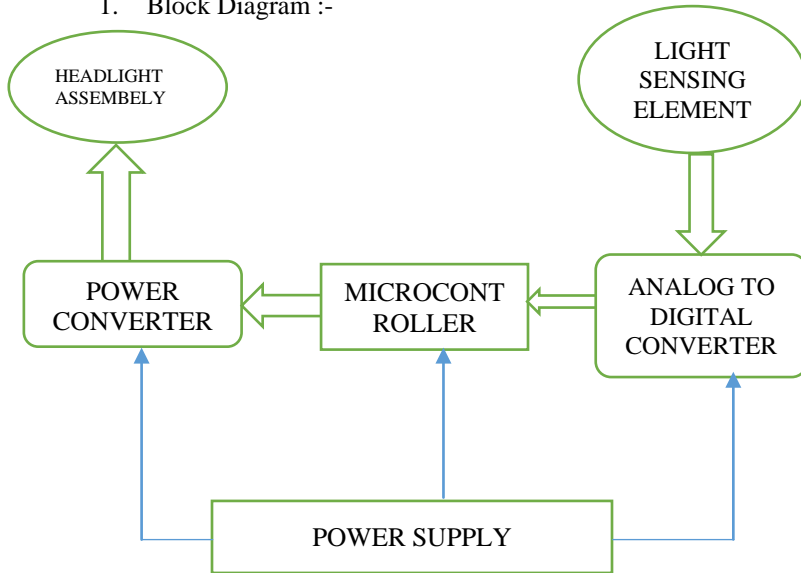 1. Block Diagram :-
HEADLIGHT
ASSEMBELY
LIGHT
SENSING
ELEMENT
POWER
CONVERTER
MICROCONT
ROLLER
ANALOG TO
DIGITAL
CONVERTER
POWER SUPPLY